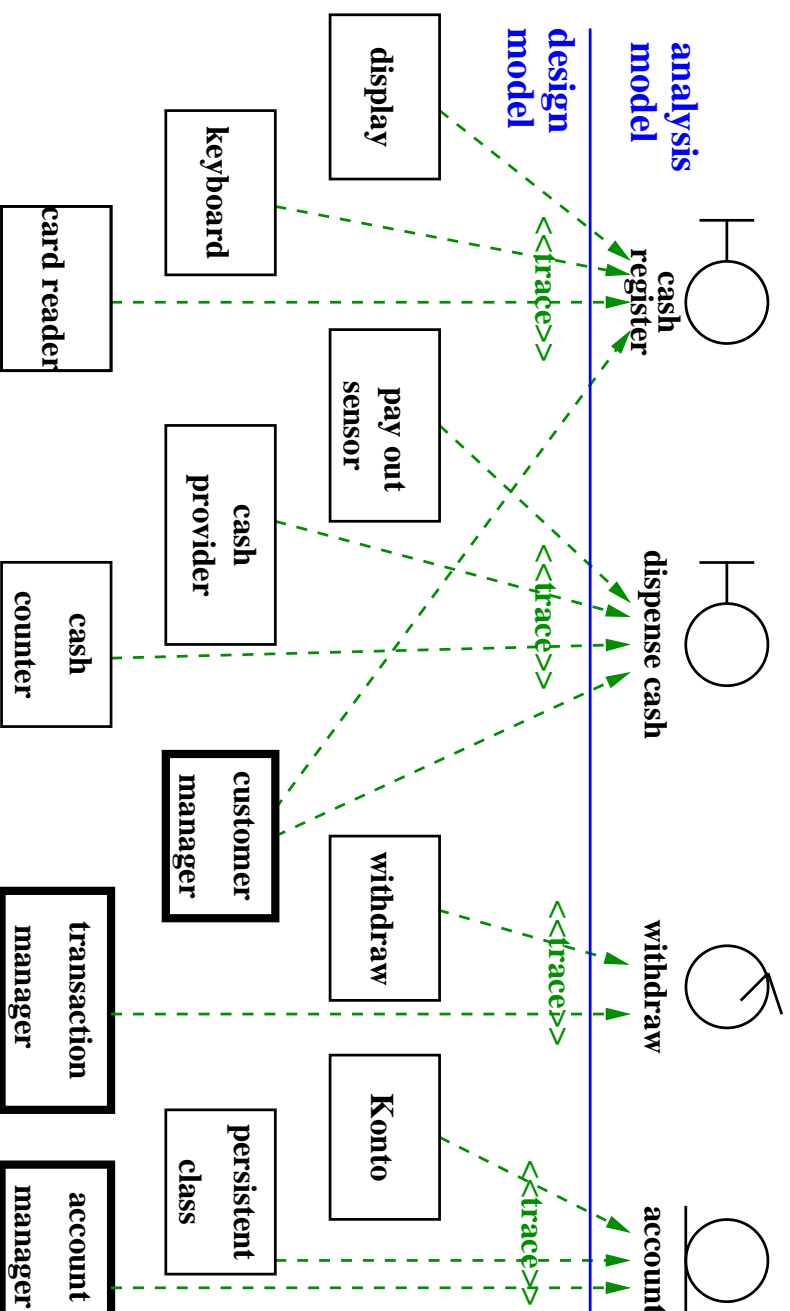 analysis
model
cash
register
dispense cash
withdraw
account
design
model
<<trace>>
<<trace>>
<<trace>>
<<trace>>
display
pay out
sensor
withdraw
Konto
keyboard
cash
provider
customer
manager
persistent
class
card reader
cash
counter
transaction
manager
account
manager